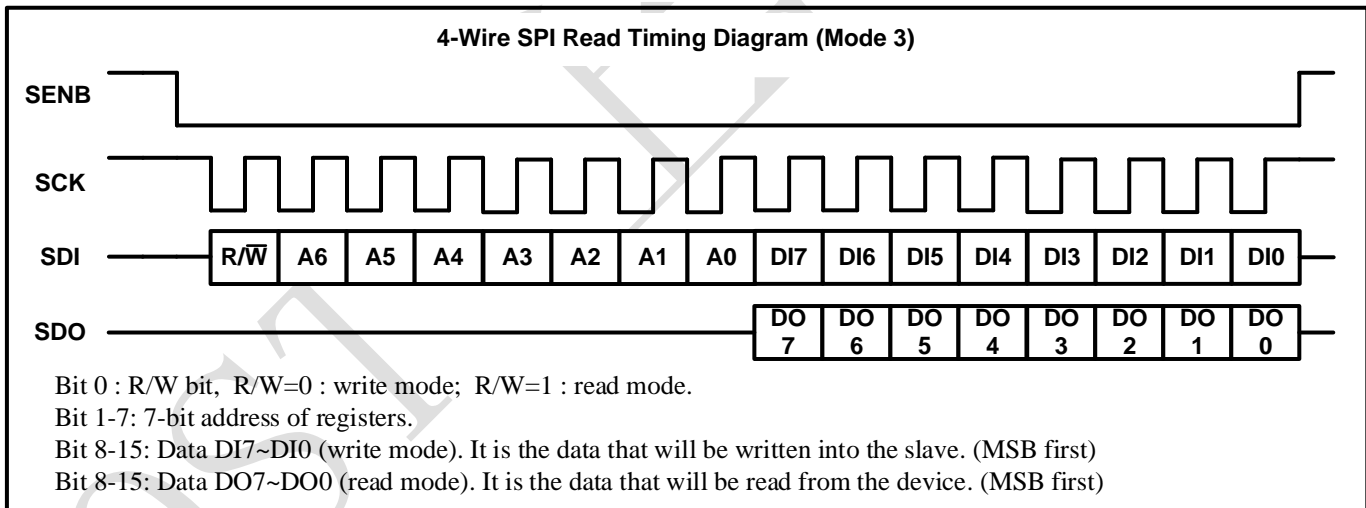 4-Wire SPI Read Timing Diagram (Mode 3)
SENB
SCK
SDI R/W̅ A6 A5 A4 A3 A2 A1 A0 DI7 DI6 DI5 DI4 DI3 DI2 DI1 DI0
SDO DO 7 DO 6 DO 5 DO 4 DO 3 DO 2 DO 1 DO 0
Bit 0 : R/W bit, R/W=0 : write mode; R/W=1 : read mode.
Bit 1-7: 7-bit address of registers.
Bit 8-15: Data DI7~DI0 (write mode). It is the data that will be written into the slave. (MSB first)
Bit 8-15: Data DO7~DO0 (read mode). It is the data that will be read from the device. (MSB first)